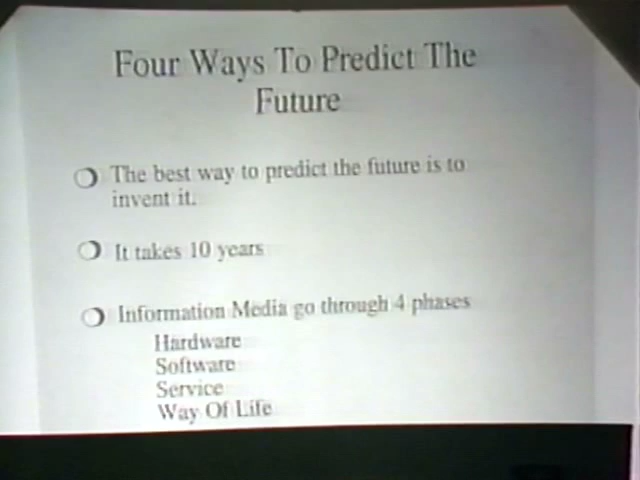 Four Ways To Predict The
Future
The best way to predict the future is to
invent it.
It takes 10 years
Information Media go through 4 phases
Hardware
Software
Service
Way Of Life